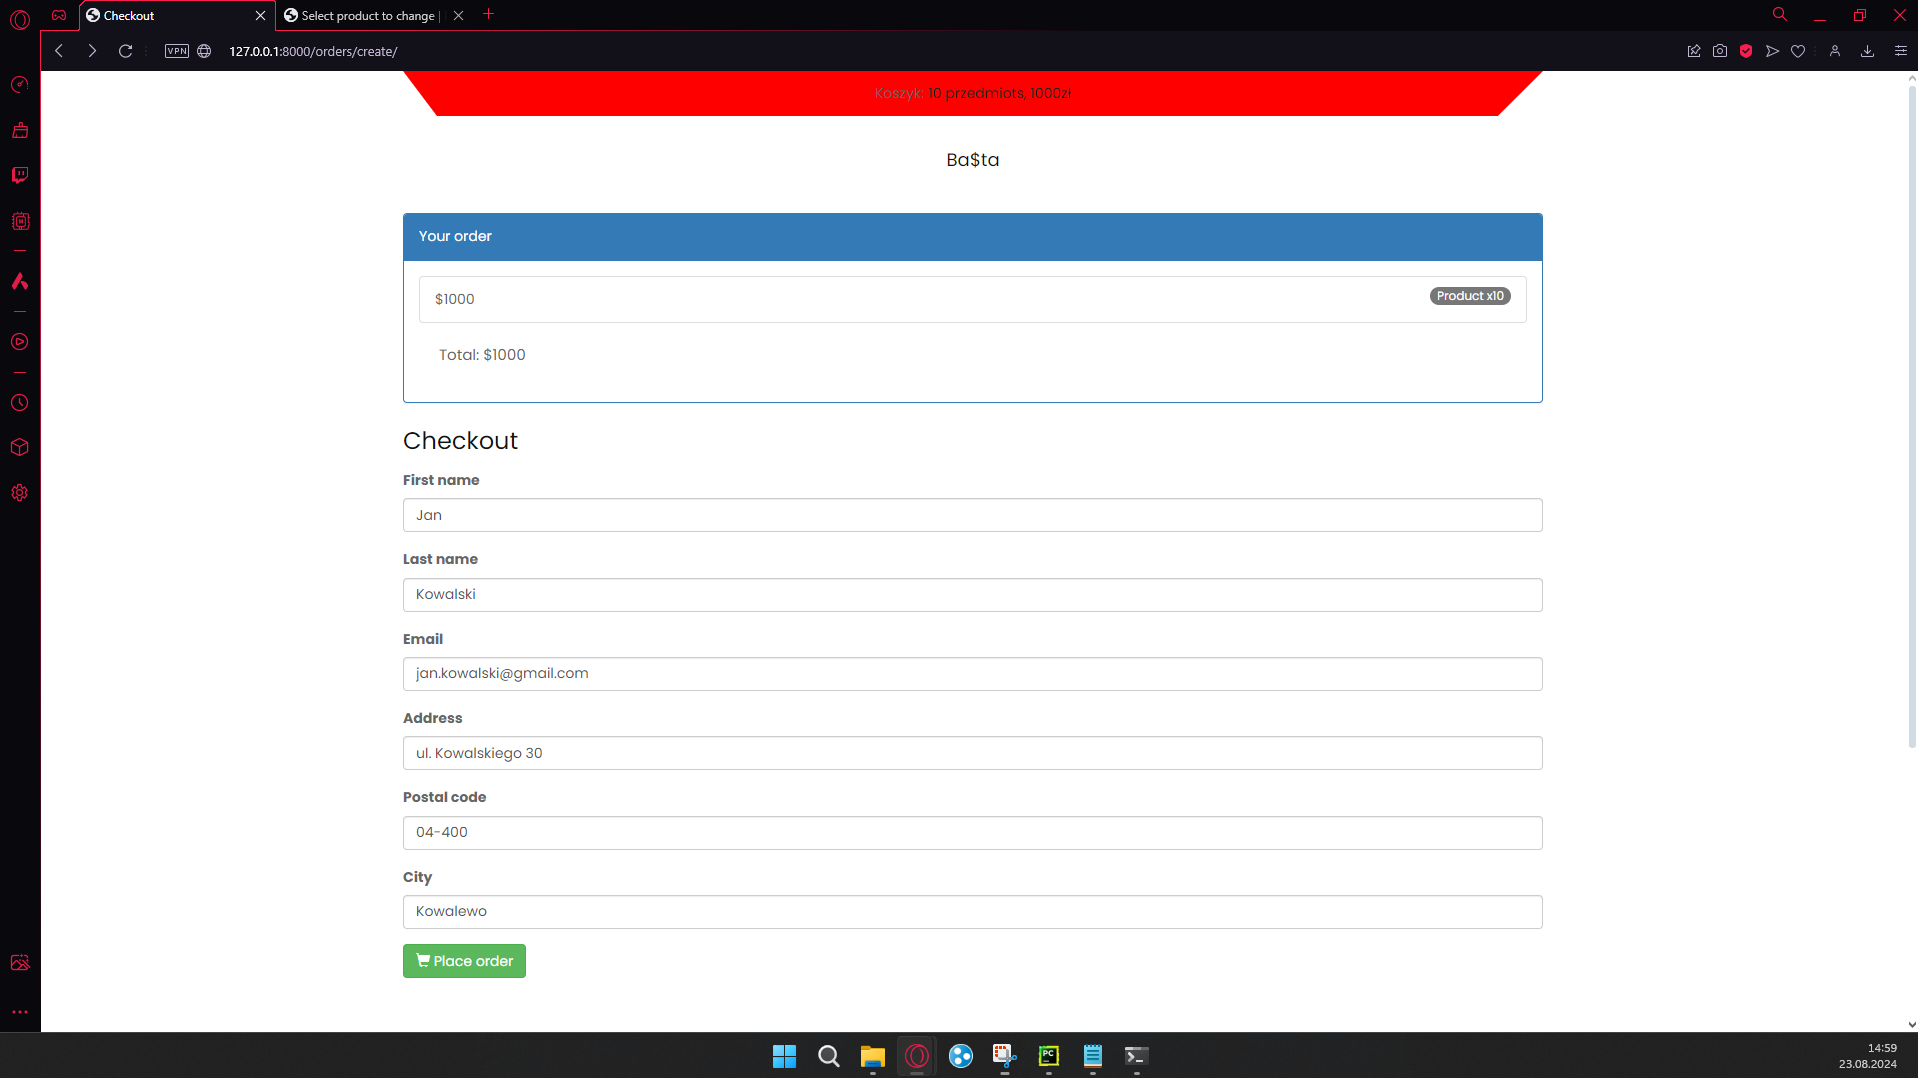 Checkout
Select product to change |
VPN
127.0.0.1:8000/orders/create/
Koszyk: 10 przedmiots, 1000zł
Ba$ta
Your order
$1000
Product x10
Total: $1000
Checkout
First name
Jan
Last name
Kowalski
Email
jan.kowalski@gmail.com
Address
ul. Kowalskiego 30
Postal code
04-400
City
Kowalewo
Place order
PC
14:59
23.08.2024